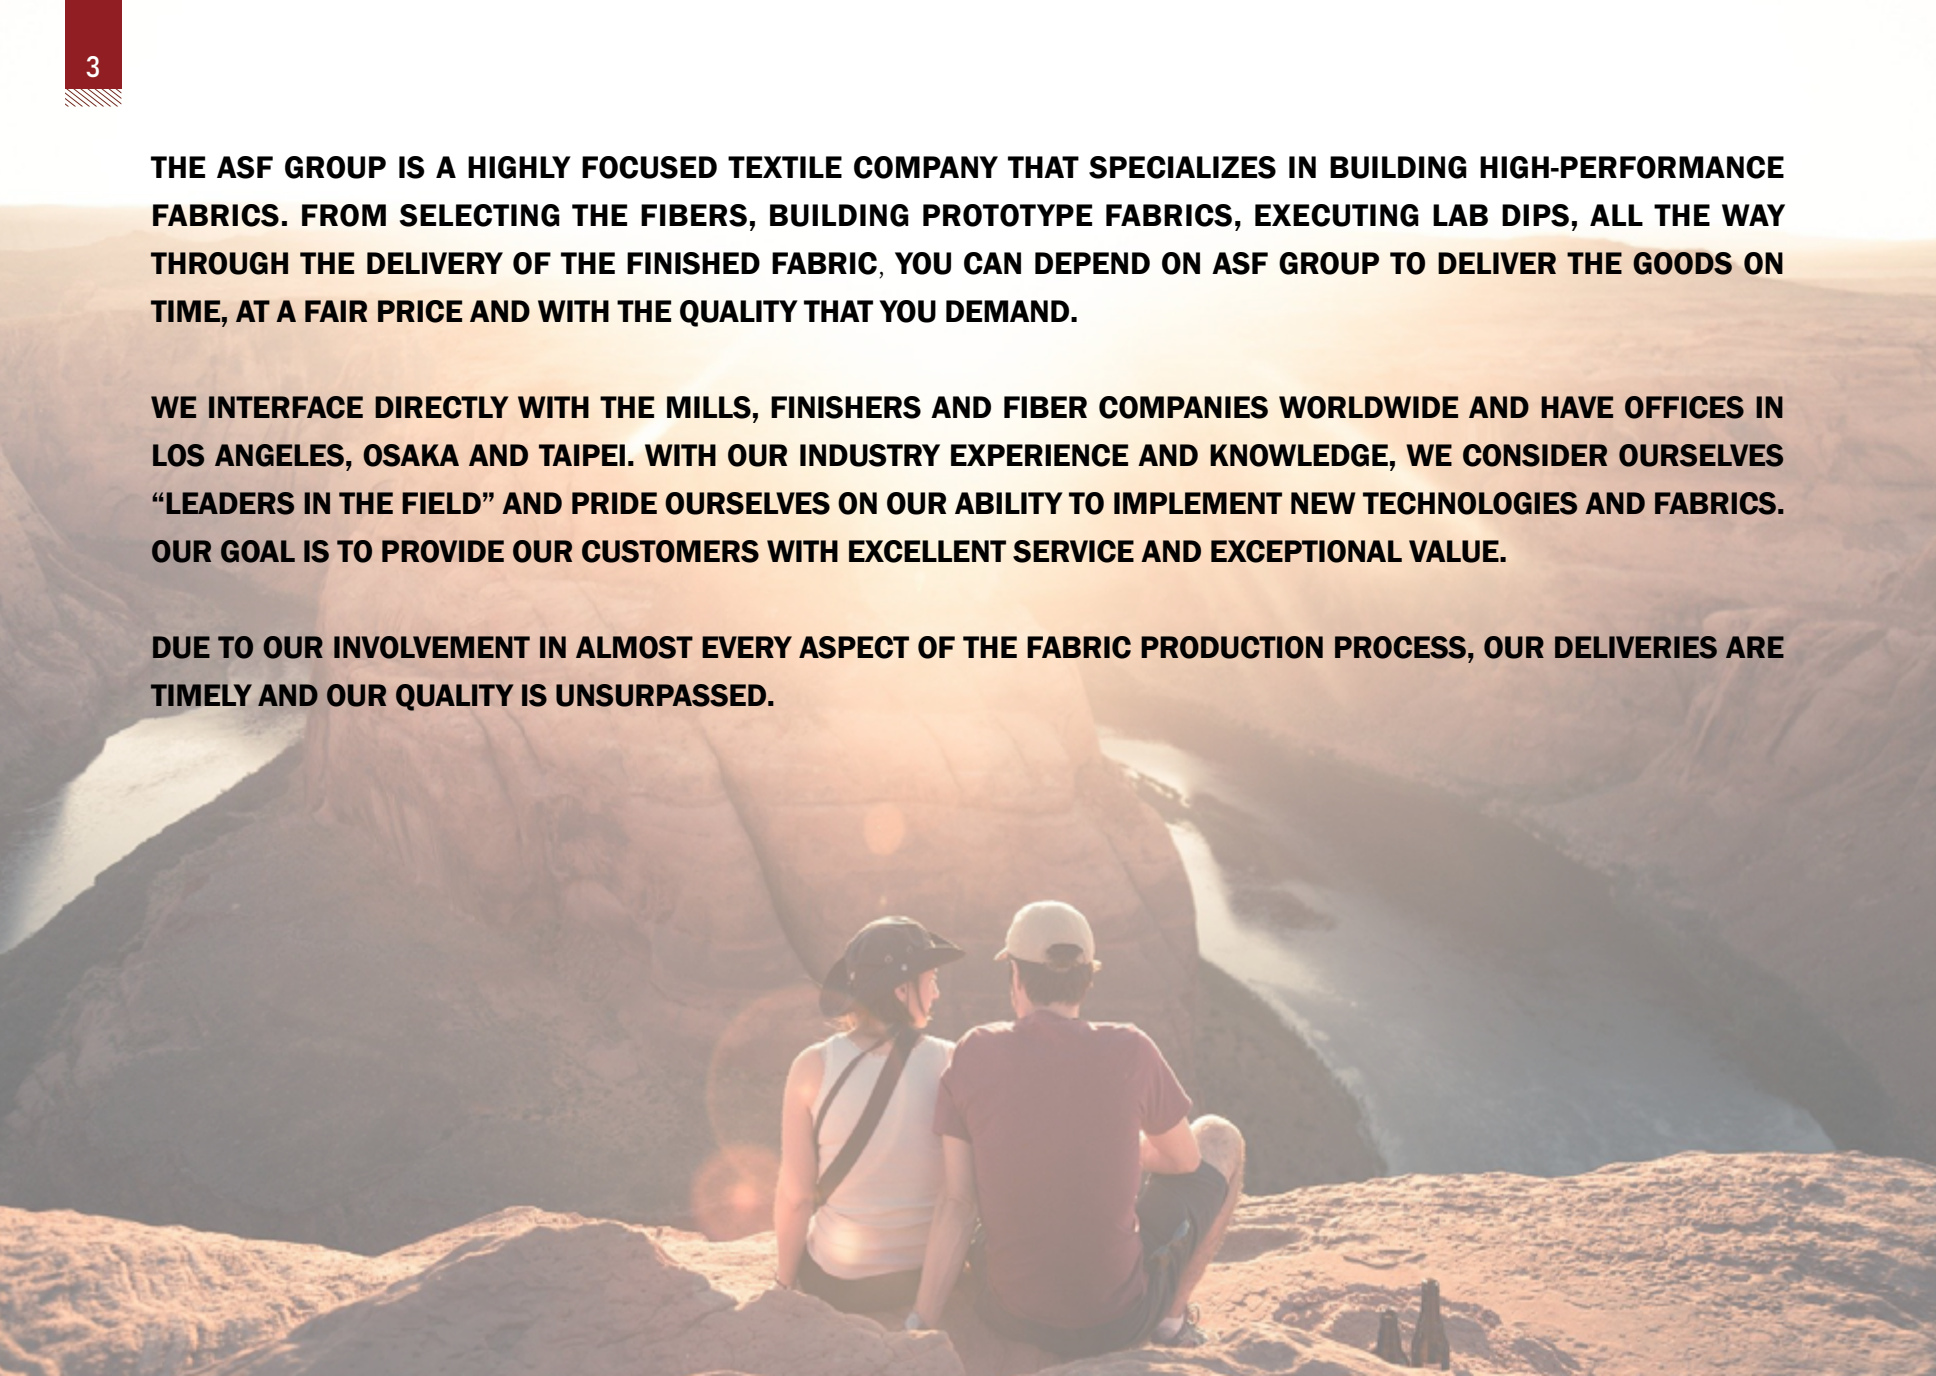 3
THE ASF GROUP IS A HIGHLY FOCUSED TEXTILE COMPANY THAT SPECIALIZES IN BUILDING HIGH-PERFORMANCE
FABRICS. FROM SELECTING THE FIBERS, BUILDING PROTOTYPE FABRICS, EXECUTING LAB DIPS, ALL THE WAY
THROUGH THE DELIVERY OF THE FINISHED FABRIC, YOU CAN DEPEND ON ASF GROUP TO DELIVER THE GOODS ON
TIME, AT A FAIR PRICE AND WITH THE QUALITY THAT YOU DEMAND.
WE INTERFACE DIRECTLY WITH THE MILLS, FINISHERS AND FIBER COMPANIES WORLDWIDE AND HAVE OFFICES IN
LOS ANGELES, OSAKA AND TAIPEI. WITH OUR INDUSTRY EXPERIENCE AND KNOWLEDGE, WE CONSIDER OURSELVES
“LEADERS IN THE FIELD” AND PRIDE OURSELVES ON OUR ABILITY TO IMPLEMENT NEW TECHNOLOGIES AND FABRICS.
OUR GOAL IS TO PROVIDE OUR CUSTOMERS WITH EXCELLENT SERVICE AND EXCEPTIONAL VALUE.
DUE TO OUR INVOLVEMENT IN ALMOST EVERY ASPECT OF THE FABRIC PRODUCTION PROCESS, OUR DELIVERIES ARE
TIMELY AND OUR QUALITY IS UNSURPASSED.